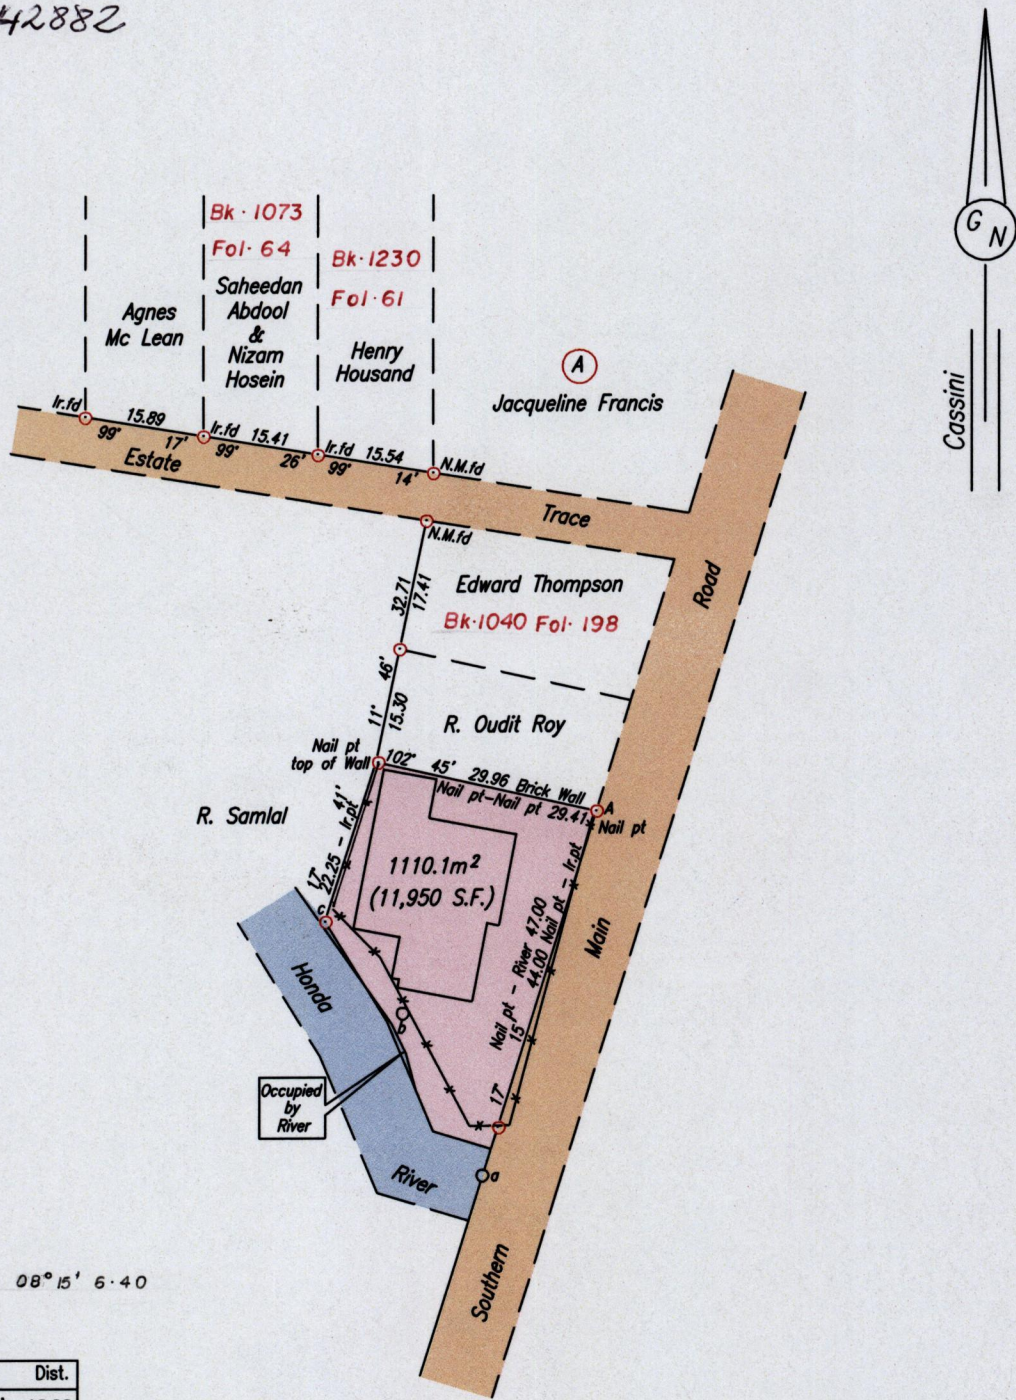 42882
G N
Cassini
Bk·1073
Fol·64
Saheedan
Abdool
&
Nizam
Hosein
Bk·1230
Fol·61
Henry
Housand
Agnes
Mc Lean
A
Jacqueline Francis
Ir.fd
15.89
99° 17'
Ir.fd 15.41
99° 26'
Ir.fd 15.54
99° 14'
N.M.fd
Estate
Trace
N.M.fd
Edward Thompson
Bk·1040 Fol·198
Road
32.71
17.41
11° 46'
15.30
R. Oudit Roy
Nail pt
top of Wall
102° 45' 29.96 Brick Wall
Nail pt-Nail pt 29.41
A
Nail pt
R. Samlal
17° 41'
22.25 - Ir.pt
1110.1m²
(11,950 S.F.)
Nail pt - River 47.00
44.00 Nail pt - Ir.pt
17° 15'
Main
c
b
Honda
Occupied
by
River
River
a
Southern
08° 15' 6·40
Dist.